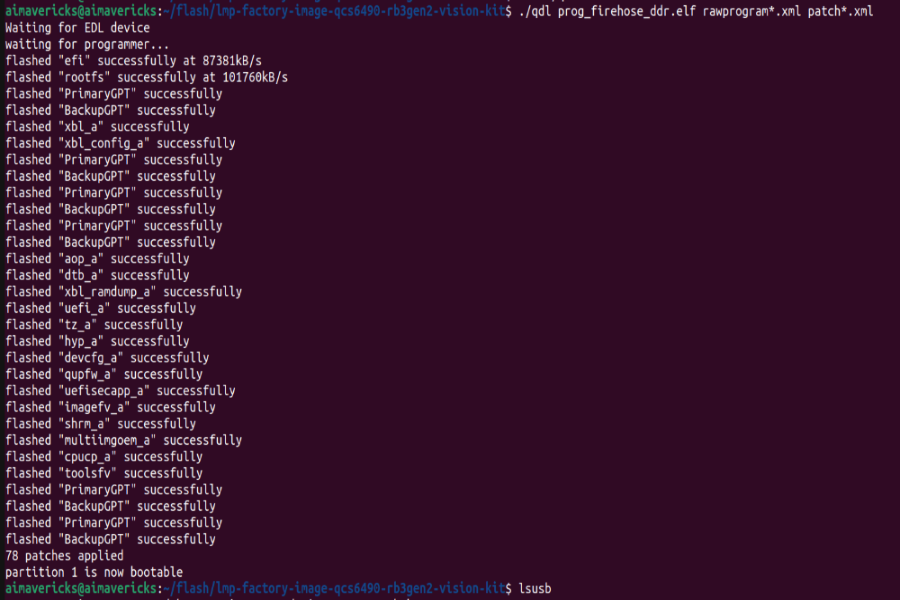 aimavericks@aimavericks:~/flash/lmp-factory-image-qcs6490-rb3gen2-vision-kit$ ./qdl prog_firehose_ddr.elf rawprogram*.xml patch*.xml
Waiting for EDL device
waiting for programmer...
flashed "efi" successfully at 87381kB/s
flashed "rootfs" successfully at 101760kB/s
flashed "PrimaryGPT" successfully
flashed "BackupGPT" successfully
flashed "xbl_a" successfully
flashed "xbl_config_a" successfully
flashed "PrimaryGPT" successfully
flashed "BackupGPT" successfully
flashed "PrimaryGPT" successfully
flashed "BackupGPT" successfully
flashed "PrimaryGPT" successfully
flashed "BackupGPT" successfully
flashed "aop_a" successfully
flashed "dtb_a" successfully
flashed "xbl_ramdump_a" successfully
flashed "uefi_a" successfully
flashed "tz_a" successfully
flashed "hyp_a" successfully
flashed "devcfg_a" successfully
flashed "qupfw_a" successfully
flashed "uefisecapp_a" successfully
flashed "imagefv_a" successfully
flashed "shrm_a" successfully
flashed "multiimgoem_a" successfully
flashed "cpucp_a" successfully
flashed "toolsfv" successfully
flashed "PrimaryGPT" successfully
flashed "BackupGPT" successfully
flashed "PrimaryGPT" successfully
flashed "BackupGPT" successfully
78 patches applied
partition 1 is now bootable
aimavericks@aimavericks:~/flash/lmp-factory-image-qcs6490-rb3gen2-vision-kit$ lsusb